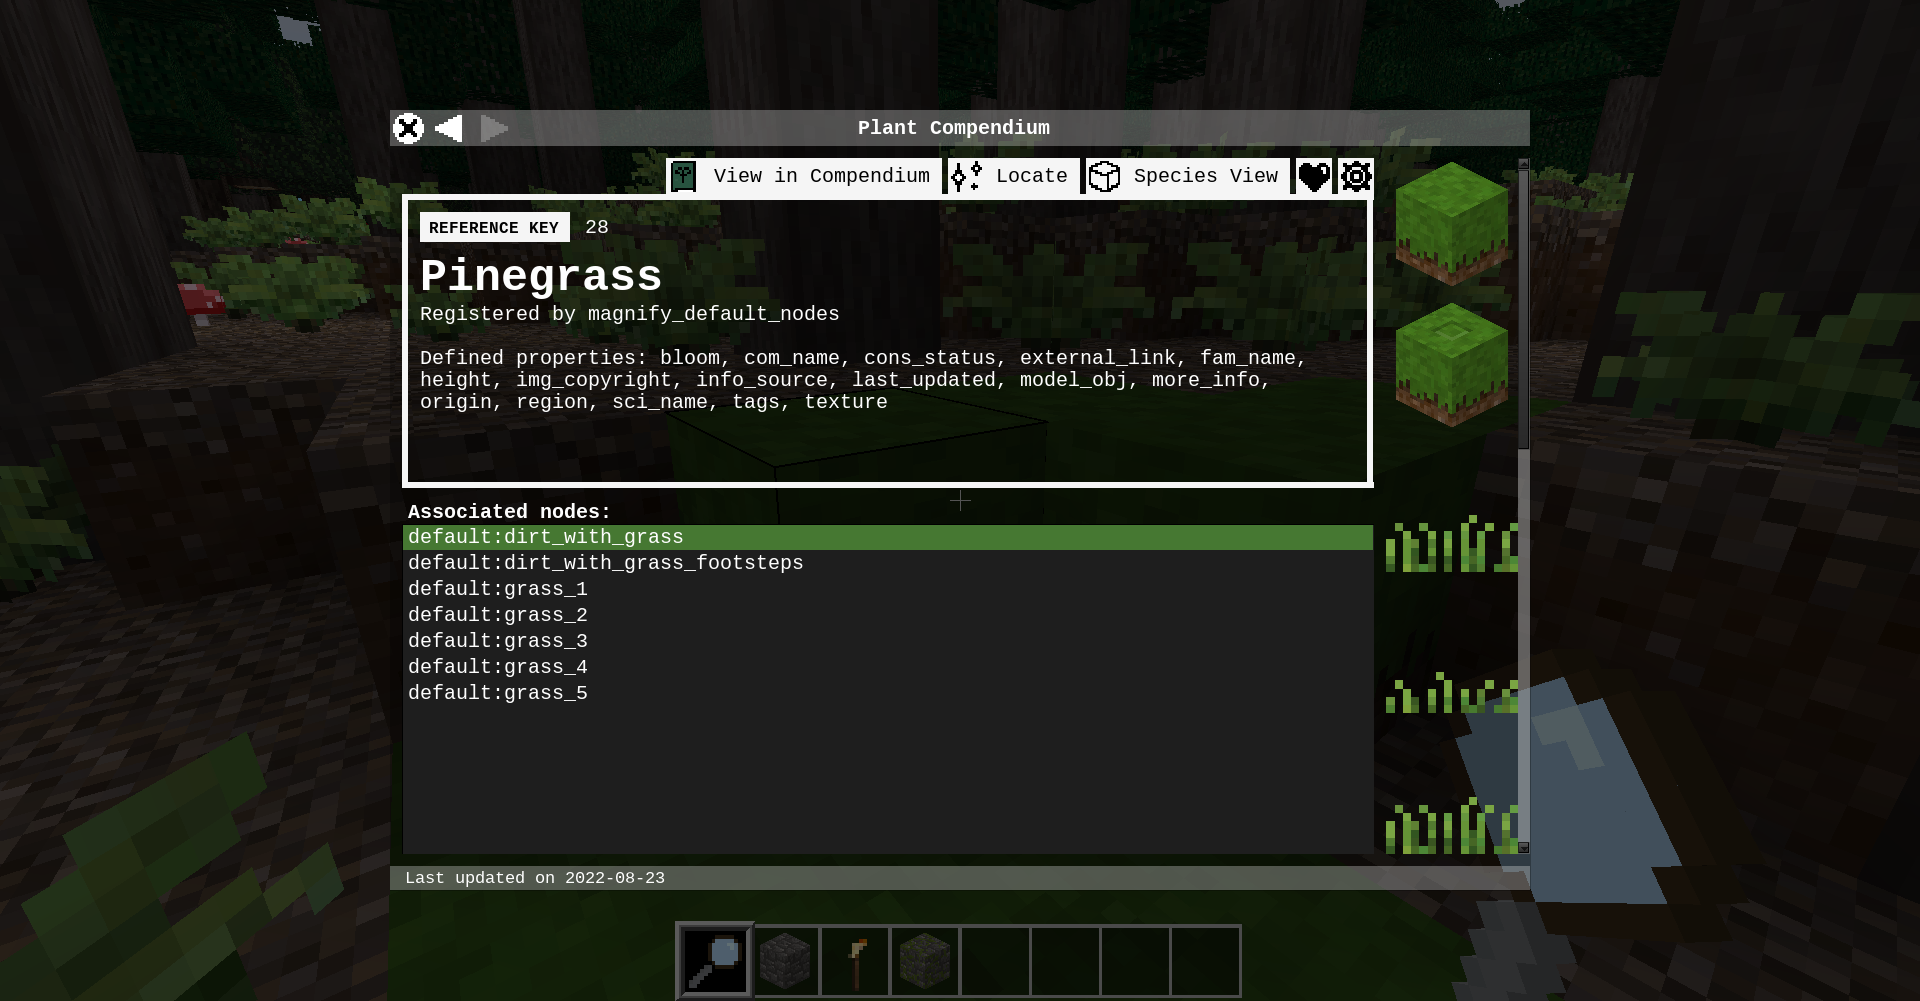 Plant Compendium
View in Compendium Locate Species View
REFERENCE KEY 28
Pinegrass
Registered by magnify_default_nodes
Defined properties: bloom, com_name, cons_status, external_link, fam_name,
height, img_copyright, info_source, last_updated, model_obj, more_info,
origin, region, sci_name, tags, texture
Associated nodes:
default:dirt_with_grass
default:dirt_with_grass_footsteps
default:grass_1
default:grass_2
default:grass_3
default:grass_4
default:grass_5
Last updated on 2022-08-23